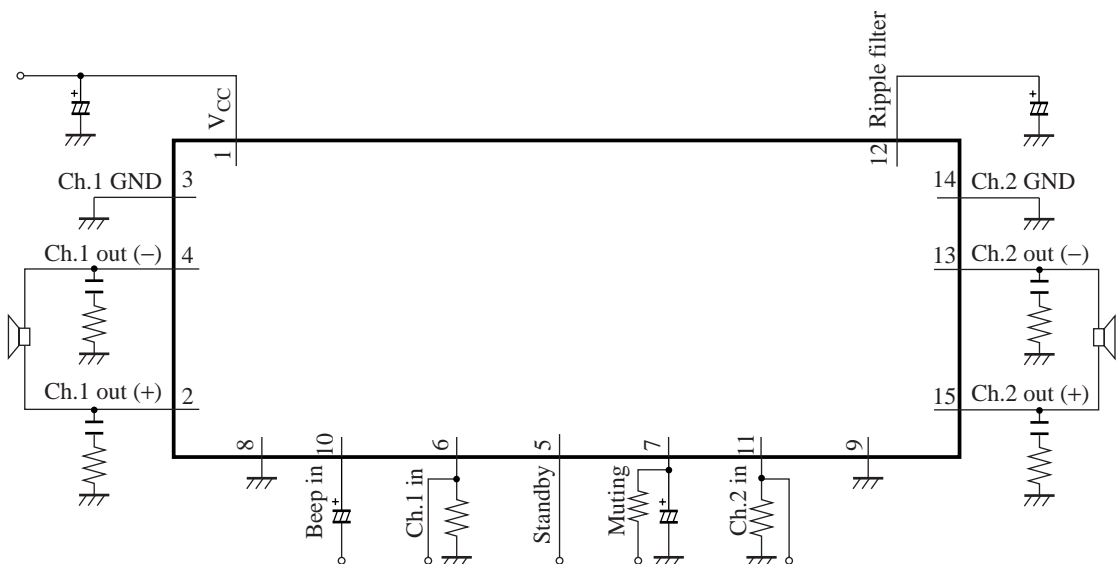 VCC
1
Ripple filter
12
Ch.1 GND
3
14
Ch.2 GND
Ch.1 out (−)
4
13
Ch.2 out (−)
Ch.1 out (+)
2
15
Ch.2 out (+)
8
10
6
5
7
11
9
Beep in
Ch.1 in
Standby
Muting
Ch.2 in
+
+
+
+